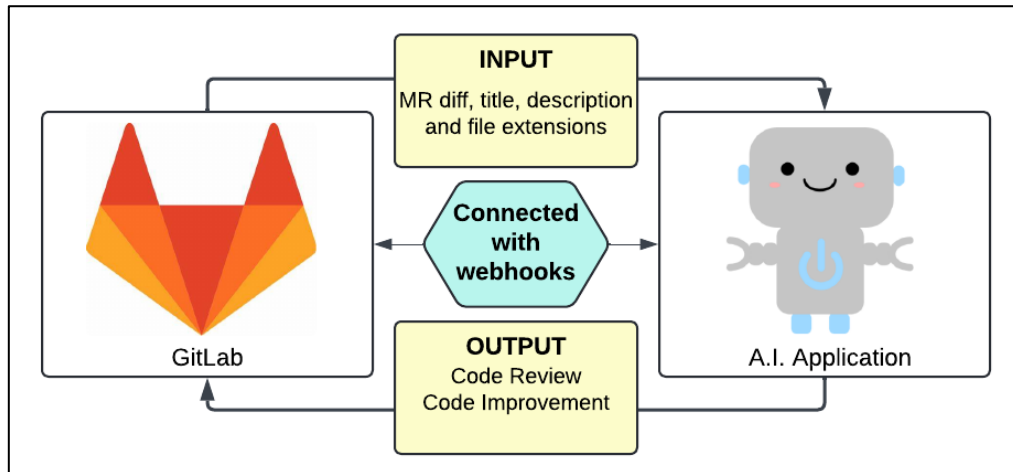 INPUT
MR diff, title, description
and file extensions
Connected
with
webhooks
GitLab
A.I. Application
OUTPUT
Code Review
Code Improvement